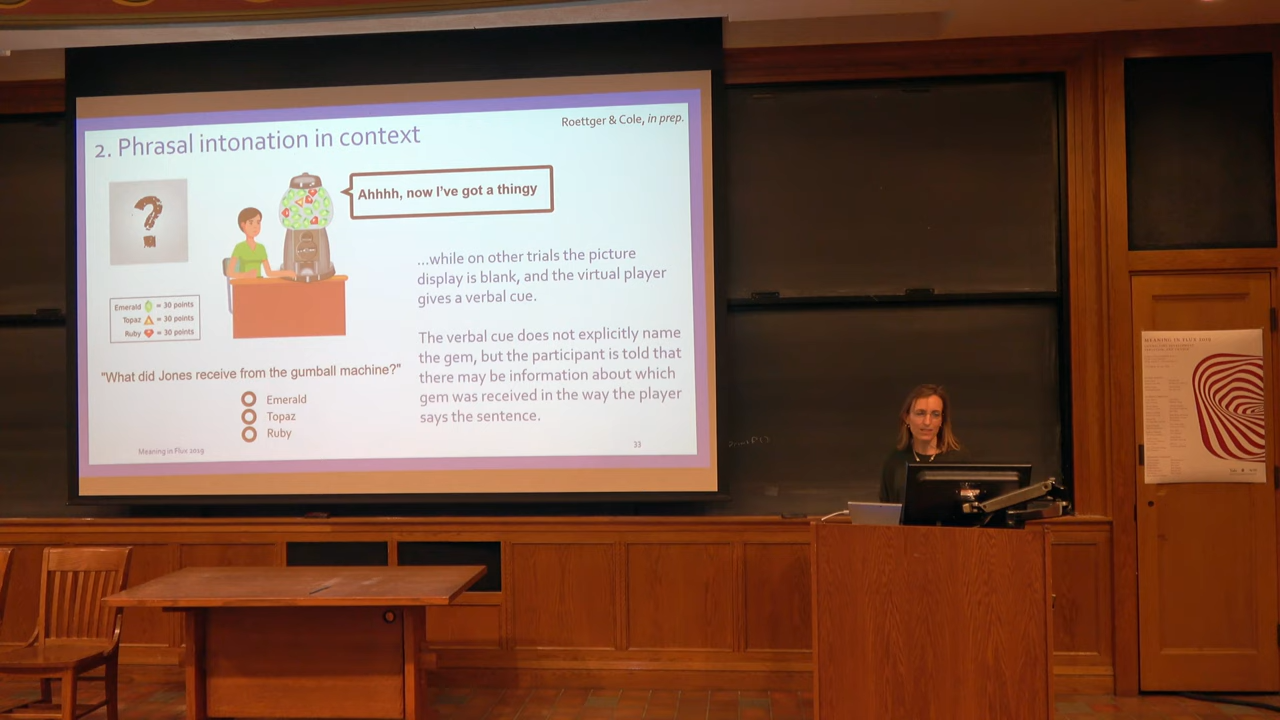 2. Phrasal intonation in context
Roettger & Cole, in prep.
Ahhhh, now I've got a thingy
?
...while on other trials the picture
display is blank, and the virtual player
gives a verbal cue.
Emerald = 30 points
Topaz = 30 points
Ruby = 30 points
The verbal cue does not explicitly name
the gem, but the participant is told that
there may be information about which
gem was received in the way the player
says the sentence.
"What did Jones receive from the gumball machine?"
Emerald
Topaz
Ruby
Meaning in Flux 2019
33
MEANING IN FLUX 2019